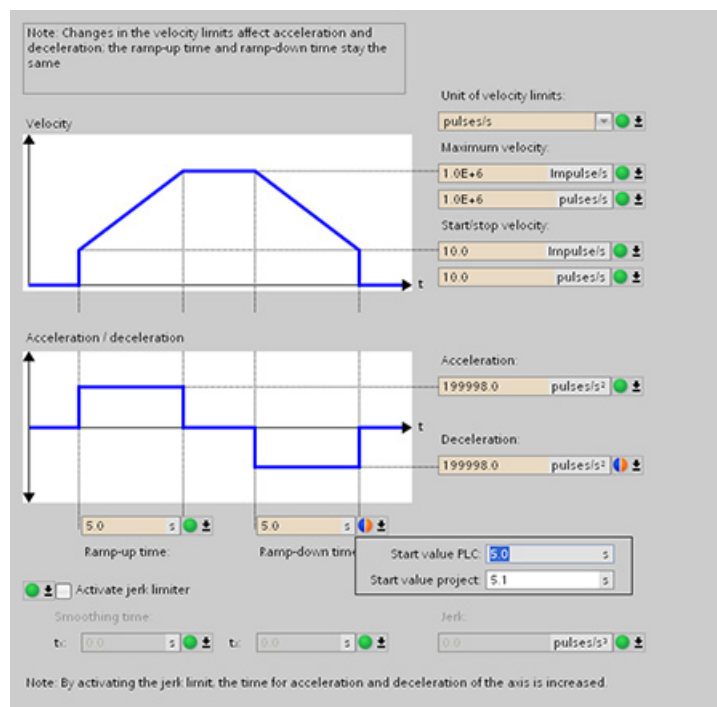 Note: Changes in the velocity limits affect acceleration and
deceleration; the ramp-up time and ramp-down time stay the
same
Unit of velocity limits:
Velocity
pulses/s
Maximum velocity:
1.0E+6 Impulse/s
1.0E+6 pulses/s
Start/stop velocity:
10.0 Impulse/s
10.0 pulses/s
t
Acceleration / deceleration
Acceleration:
199998.0 pulses/s²
t
Deceleration:
199998.0 pulses/s²
5.0 s 5.0 s
Ramp-up time: Ramp-down time
Start value PLC: 5.0 s
Start value project: 5.1 s
Activate jerk limiter
Smoothing time: Jerk:
0.0 s 0.0 s 0.0 pulses/s³
Note: By activating the jerk limit, the time for acceleration and deceleration of the axis is increased.